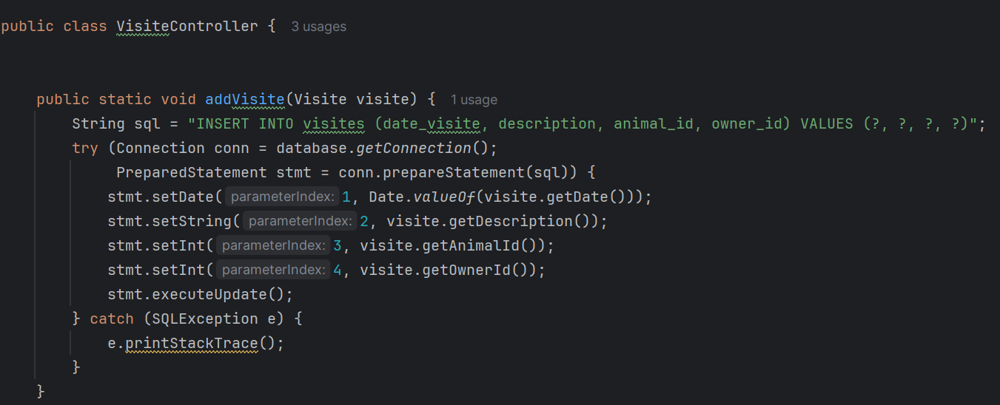 public class VisiteController {  3 usages
public static void addVisite(Visite visite) {  1 usage
String sql = "INSERT INTO visites (date_visite, description, animal_id, owner_id) VALUES (?, ?, ?, ?)";
try (Connection conn = database.getConnection();
PreparedStatement stmt = conn.prepareStatement(sql)) {
stmt.setDate( parameterIndex: 1, Date.valueOf(visite.getDate()));
stmt.setString( parameterIndex: 2, visite.getDescription());
stmt.setInt( parameterIndex: 3, visite.getAnimalId());
stmt.setInt( parameterIndex: 4, visite.getOwnerId());
stmt.executeUpdate();
} catch (SQLException e) {
e.printStackTrace();
}
}